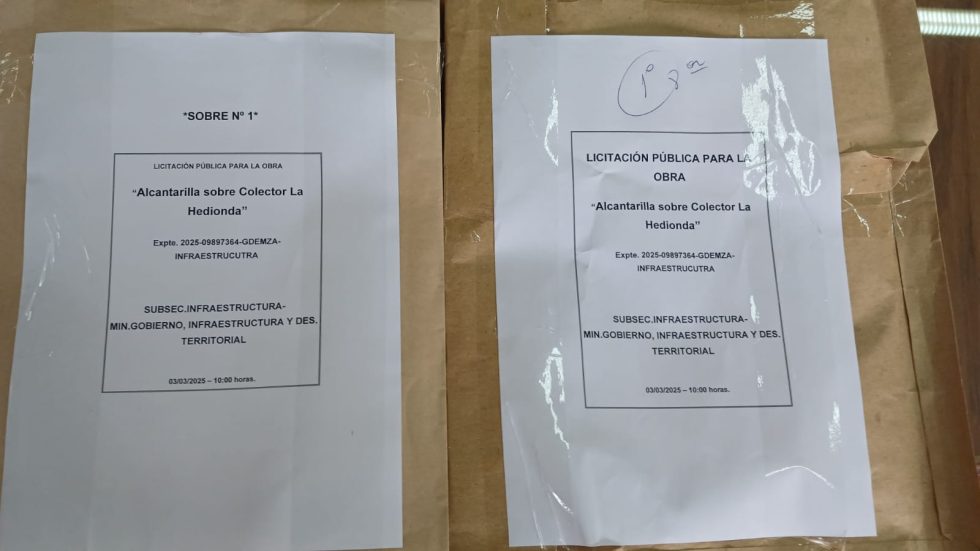 *SOBRE Nº 1*
LICITACIÓN PÚBLICA PARA LA OBRA
“Alcantarilla sobre Colector La
Hedionda”
Expte. 2025-09897364-GDEMZA-
INFRAESTRUCUTRA
SUBSEC.INFRAESTRUCTURA-
MIN.GOBIERNO, INFRAESTRUCTURA Y DES.
TERRITORIAL
03/03/2025 – 10:00 horas.
LICITACIÓN PÚBLICA PARA LA
OBRA
“Alcantarilla sobre Colector La
Hedionda”
Expte. 2025-09897364-GDEMZA-
INFRAESTRUCUTRA
SUBSEC.INFRAESTRUCTURA-
MIN.GOBIERNO, INFRAESTRUCTURA Y DES.
TERRITORIAL
03/03/2025 – 10:00 horas.